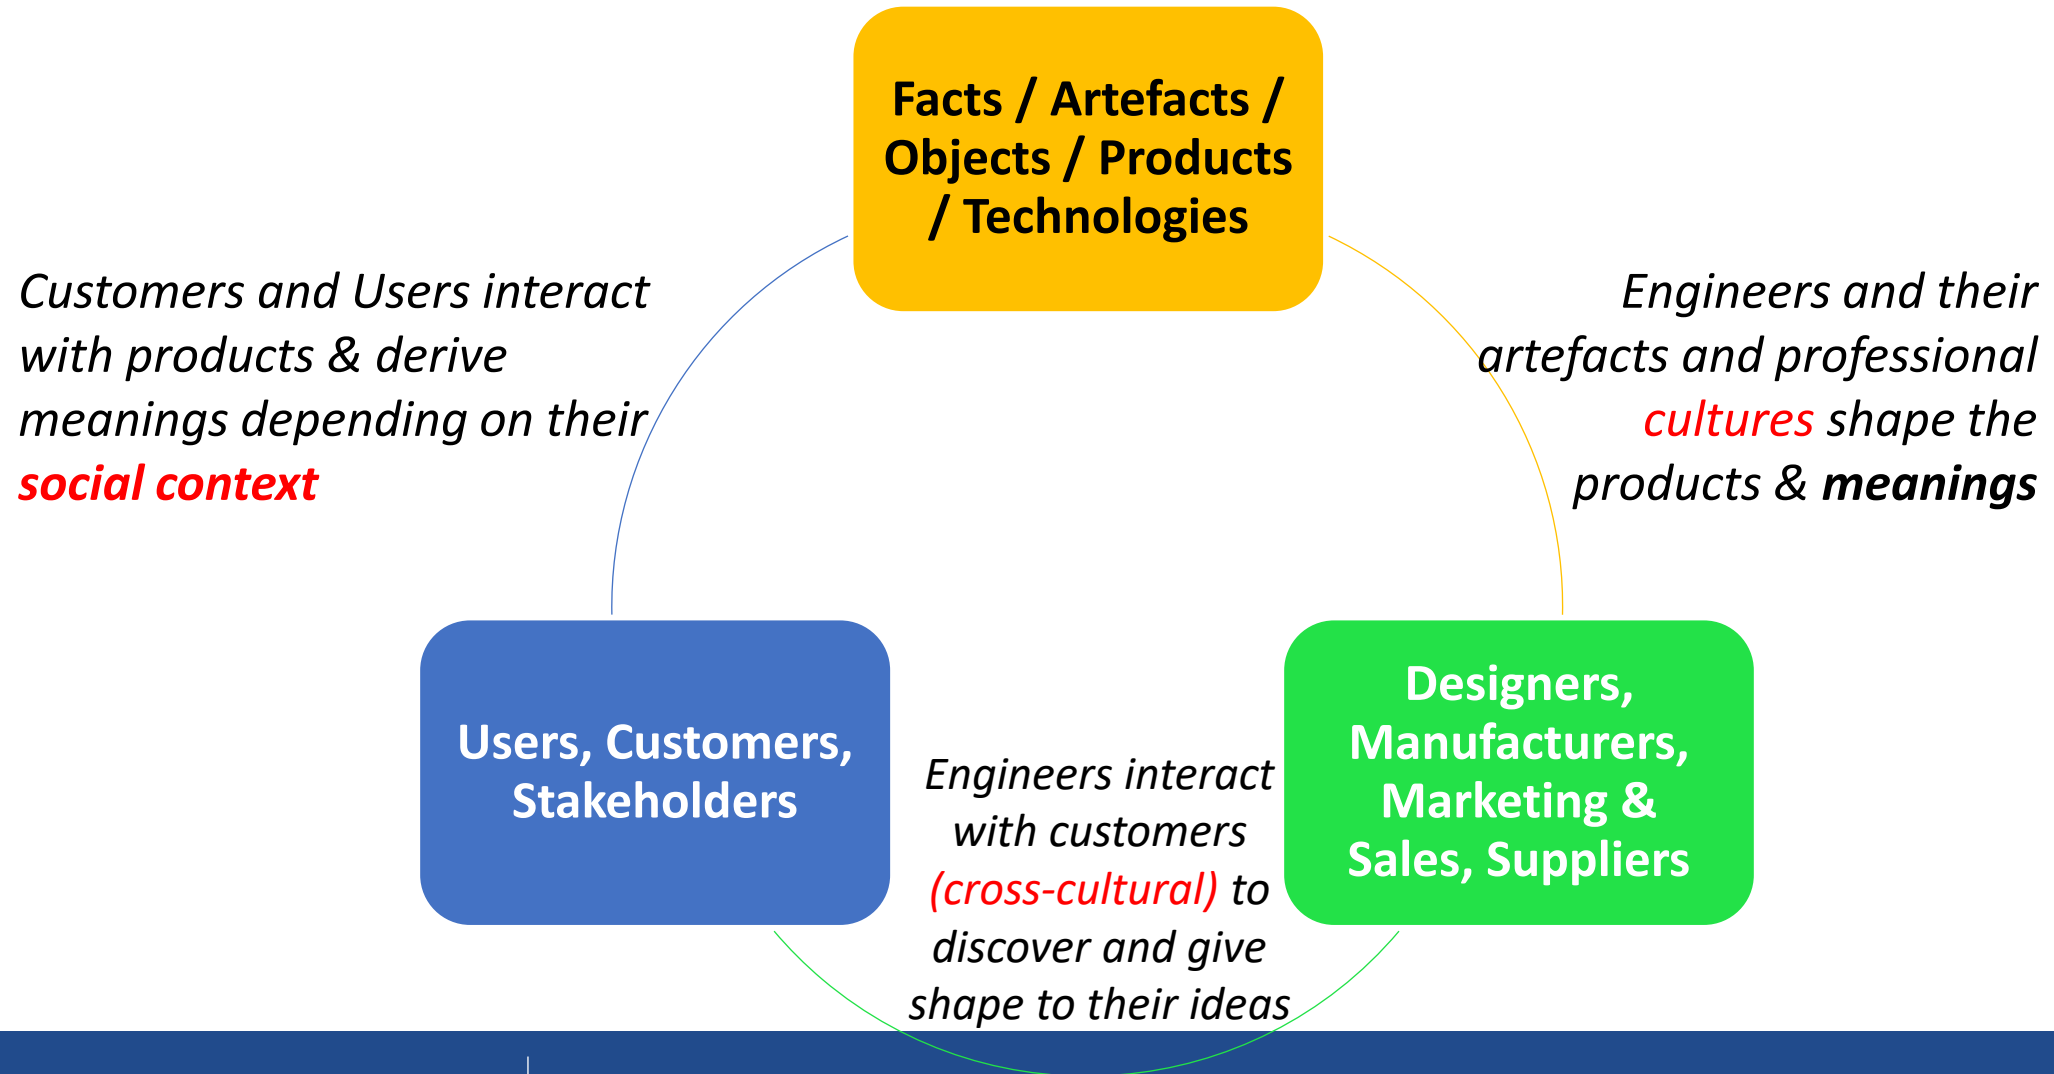 Facts / Artefacts /
Objects / Products
/ Technologies
Customers and Users interact
with products & derive
meanings depending on their
social context
Engineers and their
artefacts and professional
cultures shape the
products & meanings
Users, Customers,
Stakeholders
Engineers interact
with customers
(cross-cultural) to
discover and give
shape to their ideas
Designers,
Manufacturers,
Marketing &
Sales, Suppliers